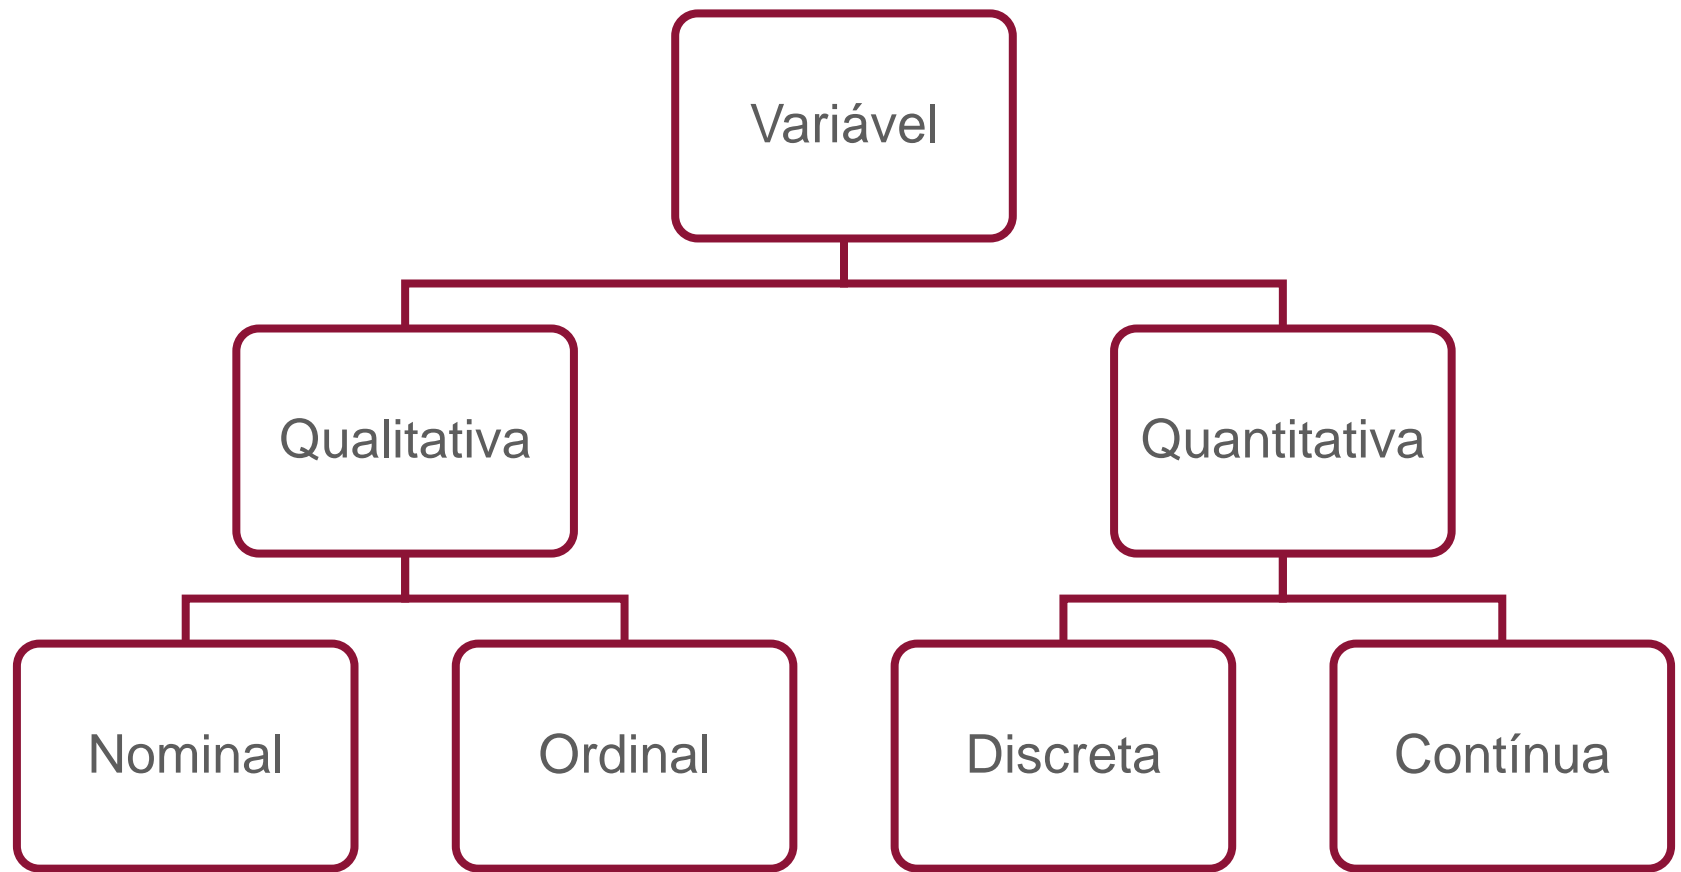 Variável
Qualitativa
Quantitativa
Nominal
Ordinal
Discreta
Contínua